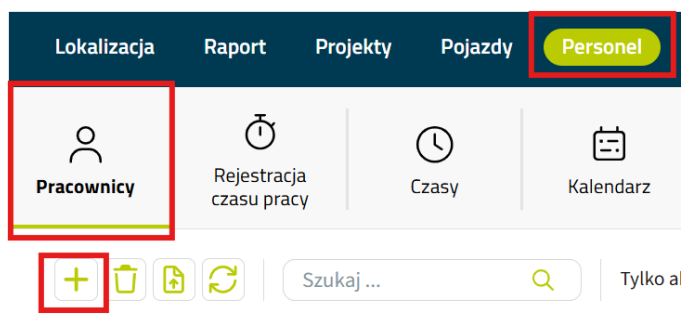 Lokalizacja Raport Projekty Pojazdy Personel
Pracownicy
Rejestracja
czasu pracy
Czasy
Kalendarz
Szukaj ...
Tylko